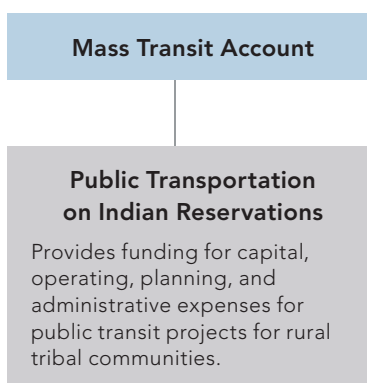 Mass Transit Account
Public Transportation
on Indian Reservations
Provides funding for capital,
operating, planning, and
administrative expenses for
public transit projects for rural
tribal communities.